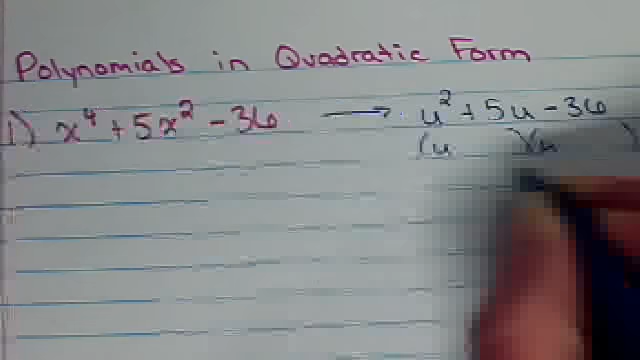 Polynomials in Quadratic Form
1) x⁴ + 5x² - 36 → u² + 5u - 36
(u )(u )